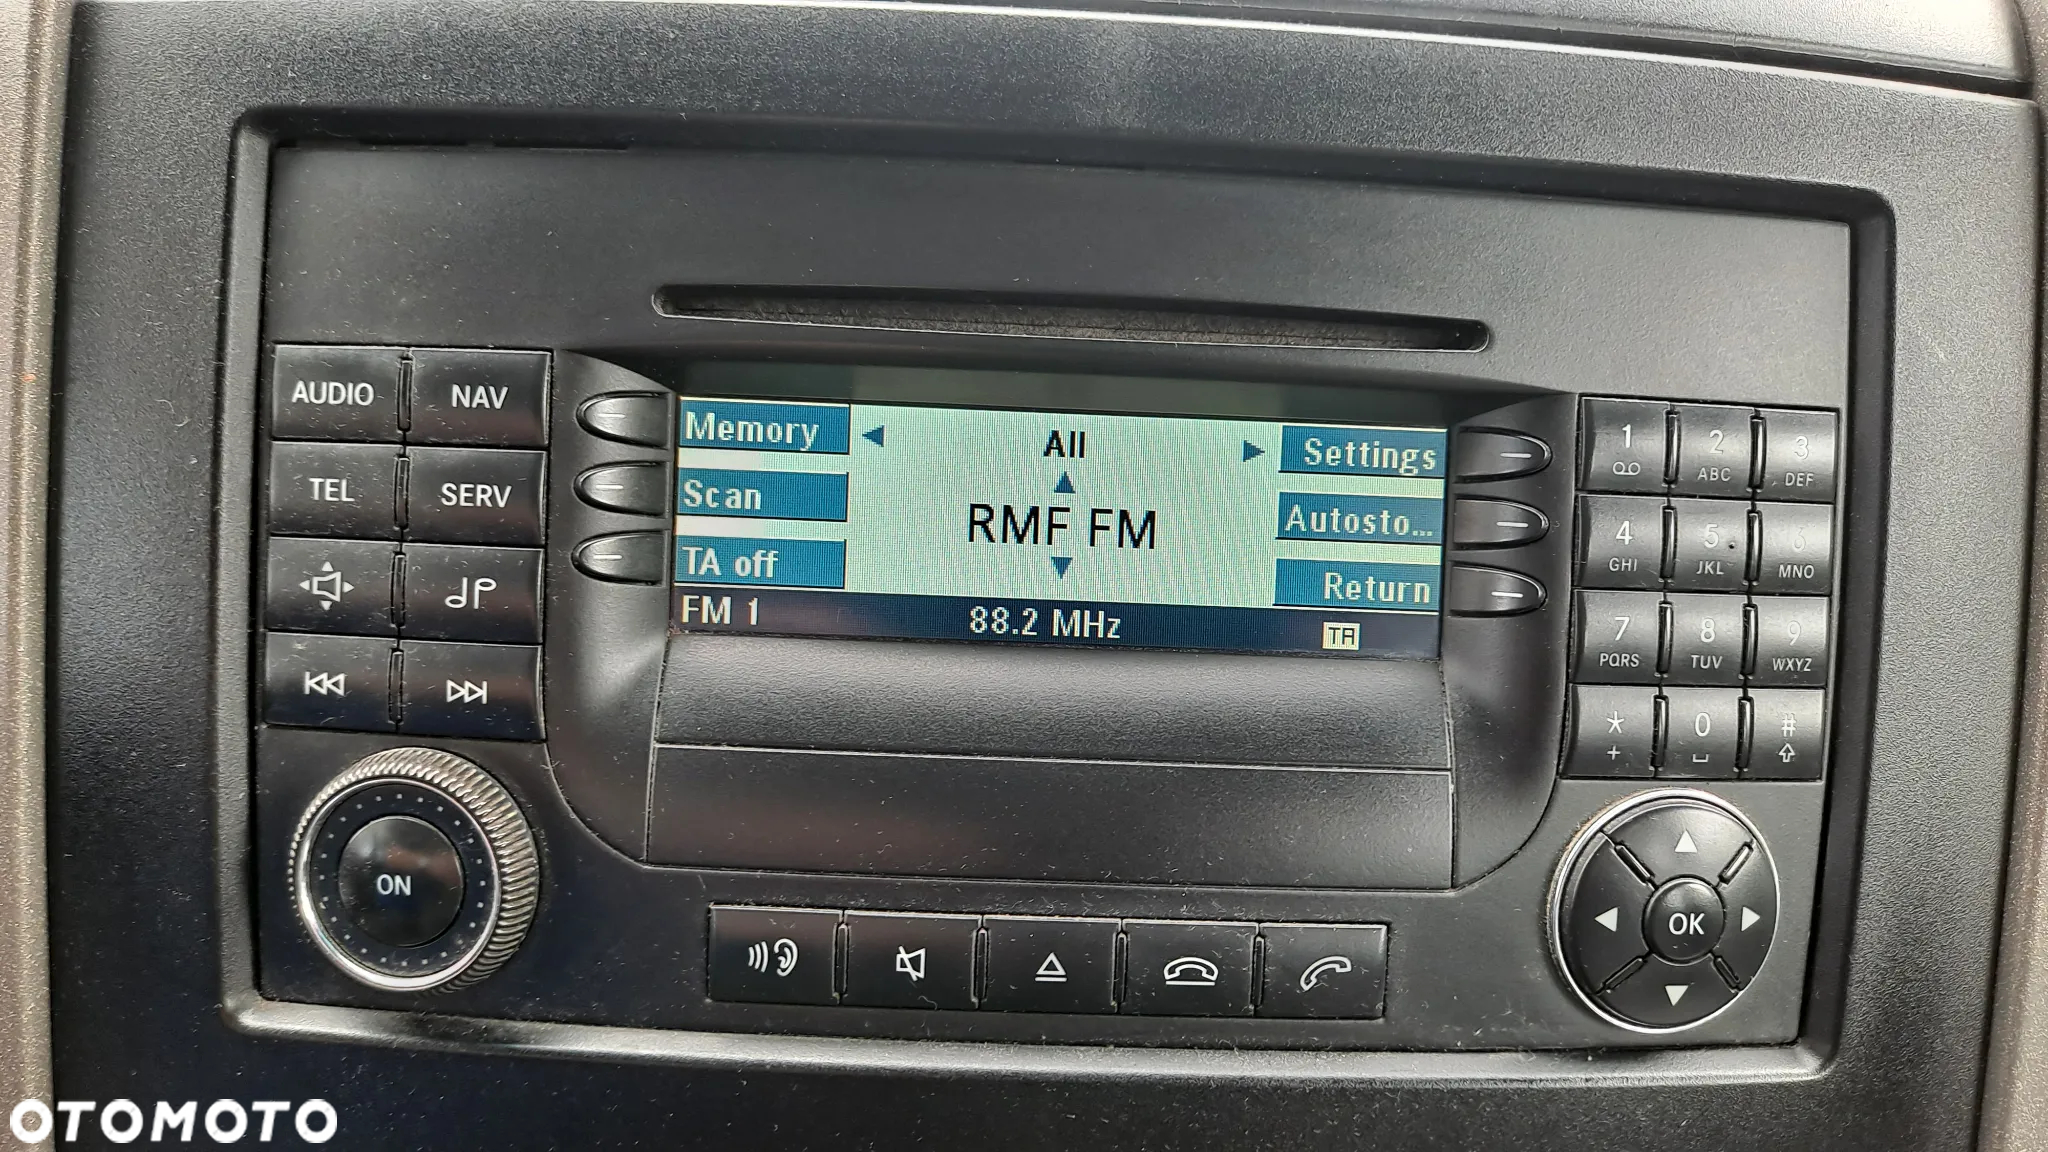 AUDIO NAV
TEL SERV
ON
Memory
Scan
TA off
All
RMF FM
Settings
Autosto...
Return
FM 1 88.2 MHz TA
1 2 ABC 3 DEF
4 GHI 5 JKL 6 MNO
7 PQRS 8 TUV 9 WXYZ
* + 0 #
OK
OTOMOTO